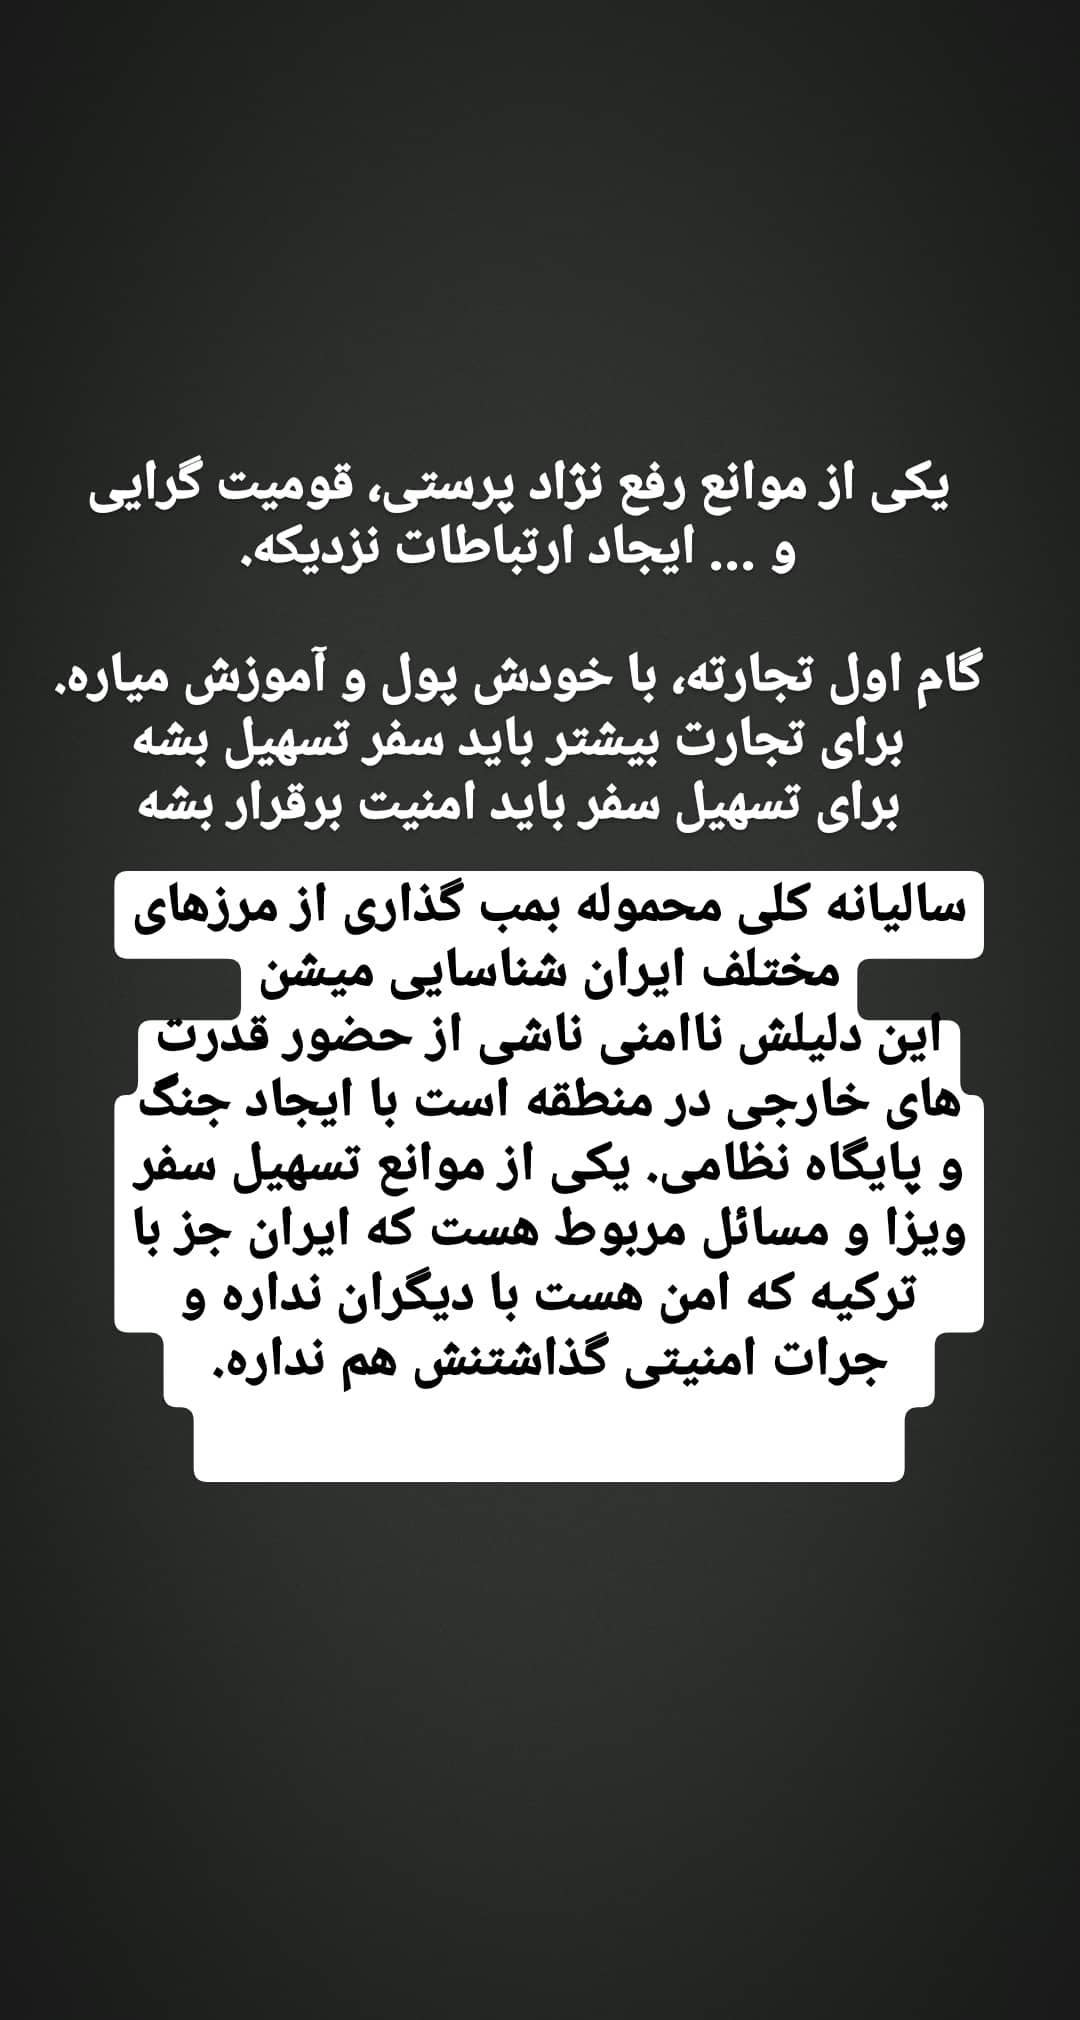 یکی از موانع رفع نژاد پرستی، قومیت گرایی
و ... ایجاد ارتباطات نزدیکه.
گام اول تجارته، با خودش پول و آموزش میاره.
برای تجارت بیشتر باید سفر تسهیل بشه
برای تسهیل سفر باید امنیت برقرار بشه
سالیانه کلی محموله بمب گذاری از مرزهای
مختلف ایران شناسایی میشن
این دلیلش ناامنی ناشی از حضور قدرت
های خارجی در منطقه است با ایجاد جنگ
و پایگاه نظامی. یکی از موانع تسهیل سفر
ویزا و مسائل مربوط هست که ایران جز با
ترکیه که امن هست با دیگران نداره و
جرات امنیتی گذاشتنش هم نداره.